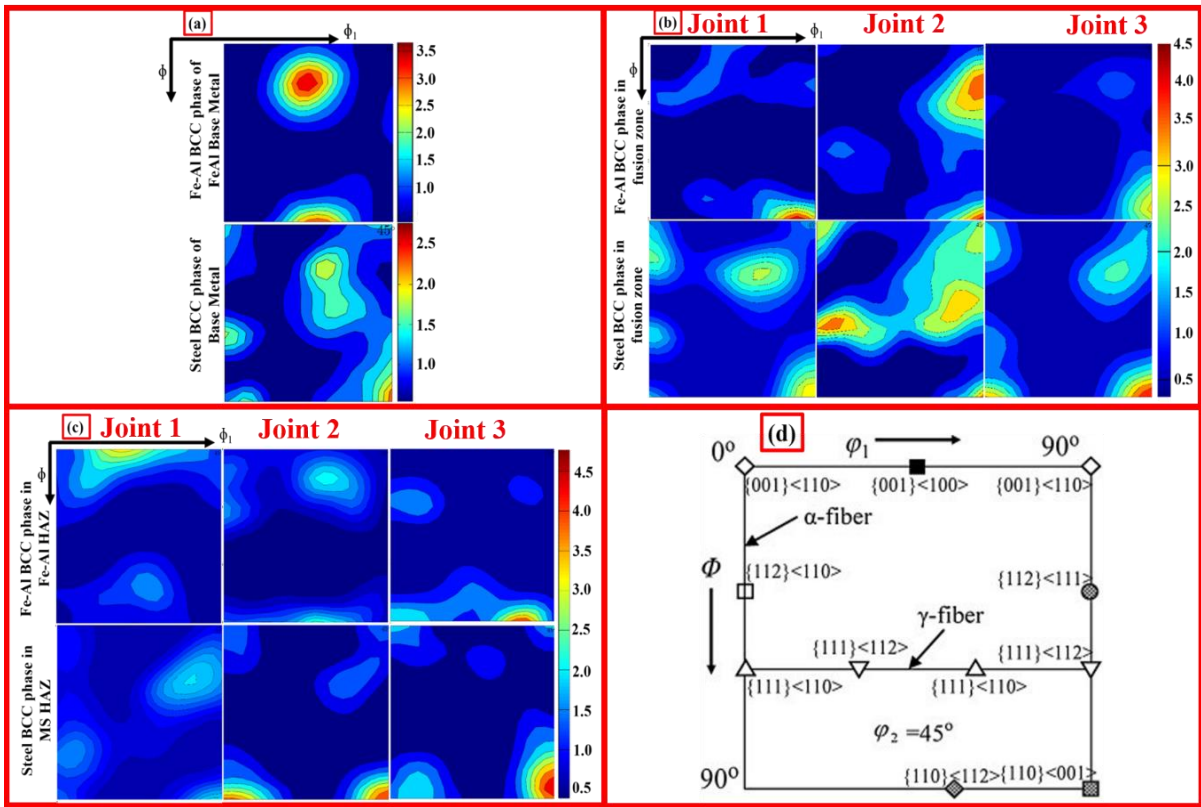 (a)
ϕ₁
ϕ
Fe-Al BCC phase of
FeAl Base Metal
3.5
3.0
2.5
2.0
1.5
1.0
45°
Steel BCC phase of
Base Metal
2.5
2.0
1.5
1.0
(b) Joint 1 Joint 2 Joint 3
ϕ₁
ϕ
Fe-Al BCC phase in
fusion zone
Steel BCC phase in
fusion zone
4.5
4.0
3.5
3.0
2.5
2.0
1.5
1.0
0.5
(c) Joint 1 Joint 2 Joint 3
ϕ₁
ϕ
Fe-Al BCC phase in
Fe-Al HAZ
Steel BCC phase in
MS HAZ
4.5
4.0
3.5
3.0
2.5
2.0
1.5
1.0
0.5
(d)
0° φ₁ 90°
{001}<110> {001}<100> {001}<110>
α-fiber
Φ
{112}<110> {112}<111>
γ-fiber
{111}<112> {111}<112>
{111}<110> {111}<110>
φ₂ =45°
90° {110}<112> {110}<001>